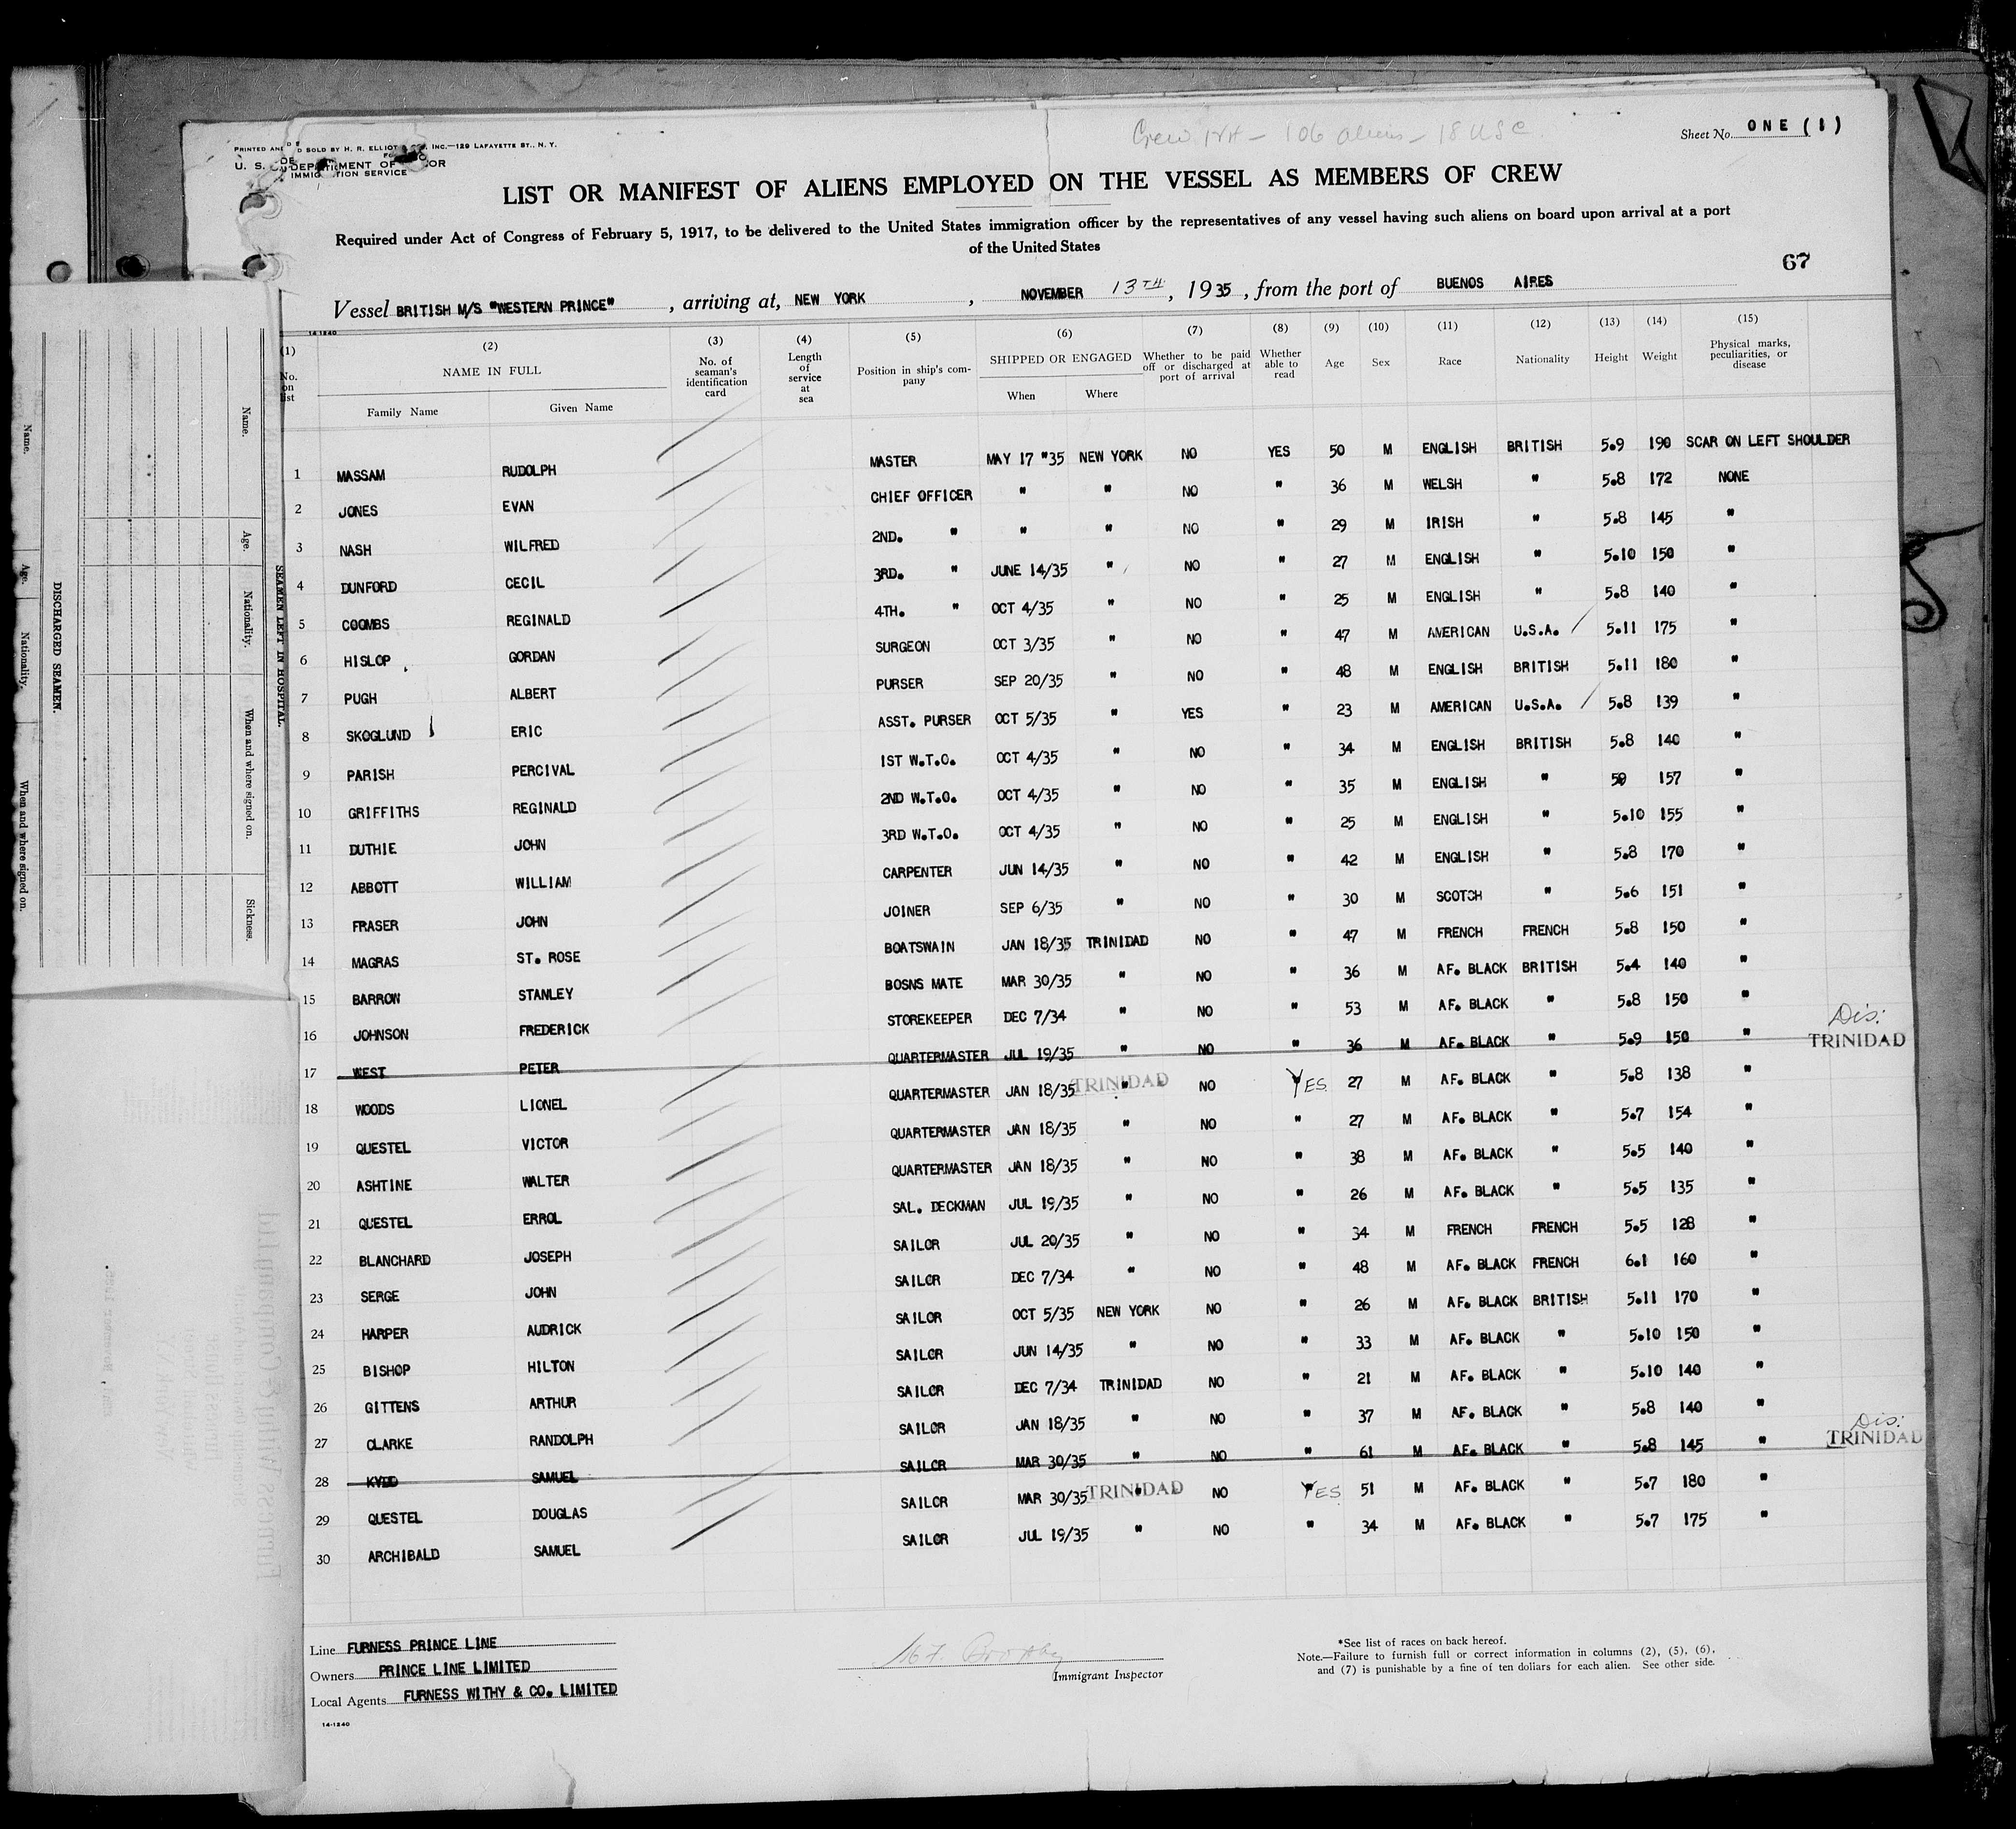 Sheet No. ONE (1)
LIST OR MANIFEST OF ALIENS EMPLOYED ON THE VESSEL AS MEMBERS OF CREW
Required under Act of Congress of February 5, 1917, to be delivered to the United States immigration officer by the representatives of any vessel having such aliens on board upon arrival at a port
of the United States
67
Vessel BRITISH M/S "WESTERN PRINCE", arriving at, NEW YORK, NOVEMBER 13TH, 1935, from the port of BUENOS AIRES
14-1240
(1) (2) (3) (4) (5) (6) (7) (8) (9) (10) (11) (12) (13) (14) (15)
No. on list NAME IN FULL No. of seaman's identification card Length of service at sea Position in ship's company SHIPPED OR ENGAGED Whether to be paid off or discharged at port of arrival Whether able to read Age Sex Race Nationality Height Weight Physical marks, peculiarities, or disease
Family Name Given Name When Where
1 MASSAM RUDOLPH MASTER MAY 17 "35 NEW YORK NO YES 50 M ENGLISH BRITISH 5.9 190 SCAR ON LEFT SHOULDER
2 JONES EVAN CHIEF OFFICER " " NO " 36 M WELSH " 5.8 172 NONE
3 NASH WILFRED 2ND. " " " NO " 29 M IRISH " 5.8 145 "
4 DUNFORD CECIL 3RD. " JUNE 14/35 " NO " 27 M ENGLISH " 5.10 150 "
5 COOMBS REGINALD 4TH. " OCT 4/35 " NO " 25 M ENGLISH " 5.8 140 "
6 HISLOP GORDAN SURGEON OCT 3/35 " NO " 47 M AMERICAN U.S.A. 5.11 175 "
7 PUGH ALBERT PURSER SEP 20/35 " NO " 48 M ENGLISH BRITISH 5.11 180 "
8 SKOGLUND ERIC ASST. PURSER OCT 5/35 " YES " 23 M AMERICAN U.S.A. 5.8 139 "
9 PARISH PERCIVAL 1ST W.T.O. OCT 4/35 " NO " 34 M ENGLISH BRITISH 5.8 140 "
10 GRIFFITHS REGINALD 2ND W.T.O. OCT 4/35 " NO " 35 M ENGLISH " 59 157 "
11 DUTHIE JOHN 3RD W.T.O. OCT 4/35 " NO " 25 M ENGLISH " 5.10 155 "
12 ABBOTT WILLIAM CARPENTER JUN 14/35 " NO " 42 M ENGLISH " 5.8 170 "
13 FRASER JOHN JOINER SEP 6/35 " NO " 30 M SCOTCH " 5.6 151 "
14 MAGRAS ST. ROSE BOATSWAIN JAN 18/35 TRINIDAD NO " 47 M FRENCH FRENCH 5.8 150 "
15 BARROW STANLEY BOSNS MATE MAR 30/35 " NO " 36 M AF. BLACK BRITISH 5.4 140 "
16 JOHNSON FREDERICK STOREKEEPER DEC 7/34 " NO " 53 M AF. BLACK " 5.8 150 "
17 WEST PETER QUARTERMASTER JUL 19/35 " NO " 36 M AF. BLACK " 5.9 150 " Dis: TRINIDAD
18 WOODS LIONEL QUARTERMASTER JAN 18/35 " TRINIDAD NO YES 27 M AF. BLACK " 5.8 138 "
19 QUESTEL VICTOR QUARTERMASTER JAN 18/35 " NO " 27 M AF. BLACK " 5.7 154 "
20 ASHTINE WALTER QUARTERMASTER JAN 18/35 " NO " 38 M AF. BLACK " 5.5 140 "
21 QUESTEL ERROL SAL. DECKMAN JUL 19/35 " NO " 26 M AF. BLACK " 5.5 135 "
22 BLANCHARD JOSEPH SAILOR JUL 20/35 " NO " 34 M FRENCH FRENCH 5.5 128 "
23 SERGE JOHN SAILOR DEC 7/34 " NO " 48 M AF. BLACK FRENCH 6.1 160 "
24 HARPER AUDRICK SAILOR OCT 5/35 NEW YORK NO " 26 M AF. BLACK BRITISH 5.11 170 "
25 BISHOP HILTON SAILOR JUN 14/35 " NO " 33 M AF. BLACK " 5.10 150 "
26 GITTENS ARTHUR SAILOR DEC 7/34 TRINIDAD NO " 21 M AF. BLACK " 5.10 140 "
27 CLARKE RANDOLPH SAILOR JAN 18/35 " NO " 37 M AF. BLACK " 5.8 140 "
28 KYDD SAMUEL SAILOR MAR 30/35 " NO " 61 M AF. BLACK " 5.8 145 " Dis: TRINIDAD
29 QUESTEL DOUGLAS SAILOR MAR 30/35 " TRINIDAD NO YES 51 M AF. BLACK " 5.7 180 "
30 ARCHIBALD SAMUEL SAILOR JUL 19/35 " NO " 34 M AF. BLACK " 5.7 175 "
Line FURNESS PRINCE LINE
Owners PRINCE LINE LIMITED
Local Agents FURNESS WITHY & CO. LIMITED
14-1240
Immigrant Inspector
*See list of races on back hereof.
Note.—Failure to furnish full or correct information in columns (2), (5), (6),
and (7) is punishable by a fine of ten dollars for each alien. See other side.
SEAMEN LEFT IN HOSPITAL.
Name. Age. Nationality. When and where signed on. Sickness.
DISCHARGED SEAMEN.
Name. Age. Nationality. When and where signed on.